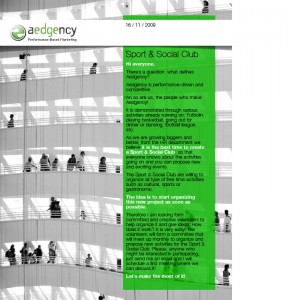 aedgency
Performance-Based Marketing
16 / 11 / 2009
Sport & Social Club
Hi everyone,
There's a question: what defines
Aedgency?
Aedgency is performance-driven and
competitive
An so are us, the people who make
Aedgency!
It is demonstrated through various
activities already running on: Futbolin,
playing basketball, going out for
dinner or dancing, football league,
etc.
As we are growing bigger and
better, from the HR department we
believe it is the best time to create
a Sport & Social Club, so that
everyone knows about the activities
going on and you can propose new
and exciting events.
The Sport & Social Club are willing to
organize all type of free time activities
such as cultural, sports or
gastronomic.
The idea is to start organizing
this new project as soon as
possible.
Therefore I am looking for
committed and creative volunteers to help
organize it and give ideas. How
does it work? It is very easy: the
volunteers will form a committee that
will meet up monthly to organize and
propose new activities for the Sport &
Social Club. Please, anyone who
might be interested in participating,
just send me an email and I will
schedule a first meeting where we
can discuss it!
Let's make the most of it!